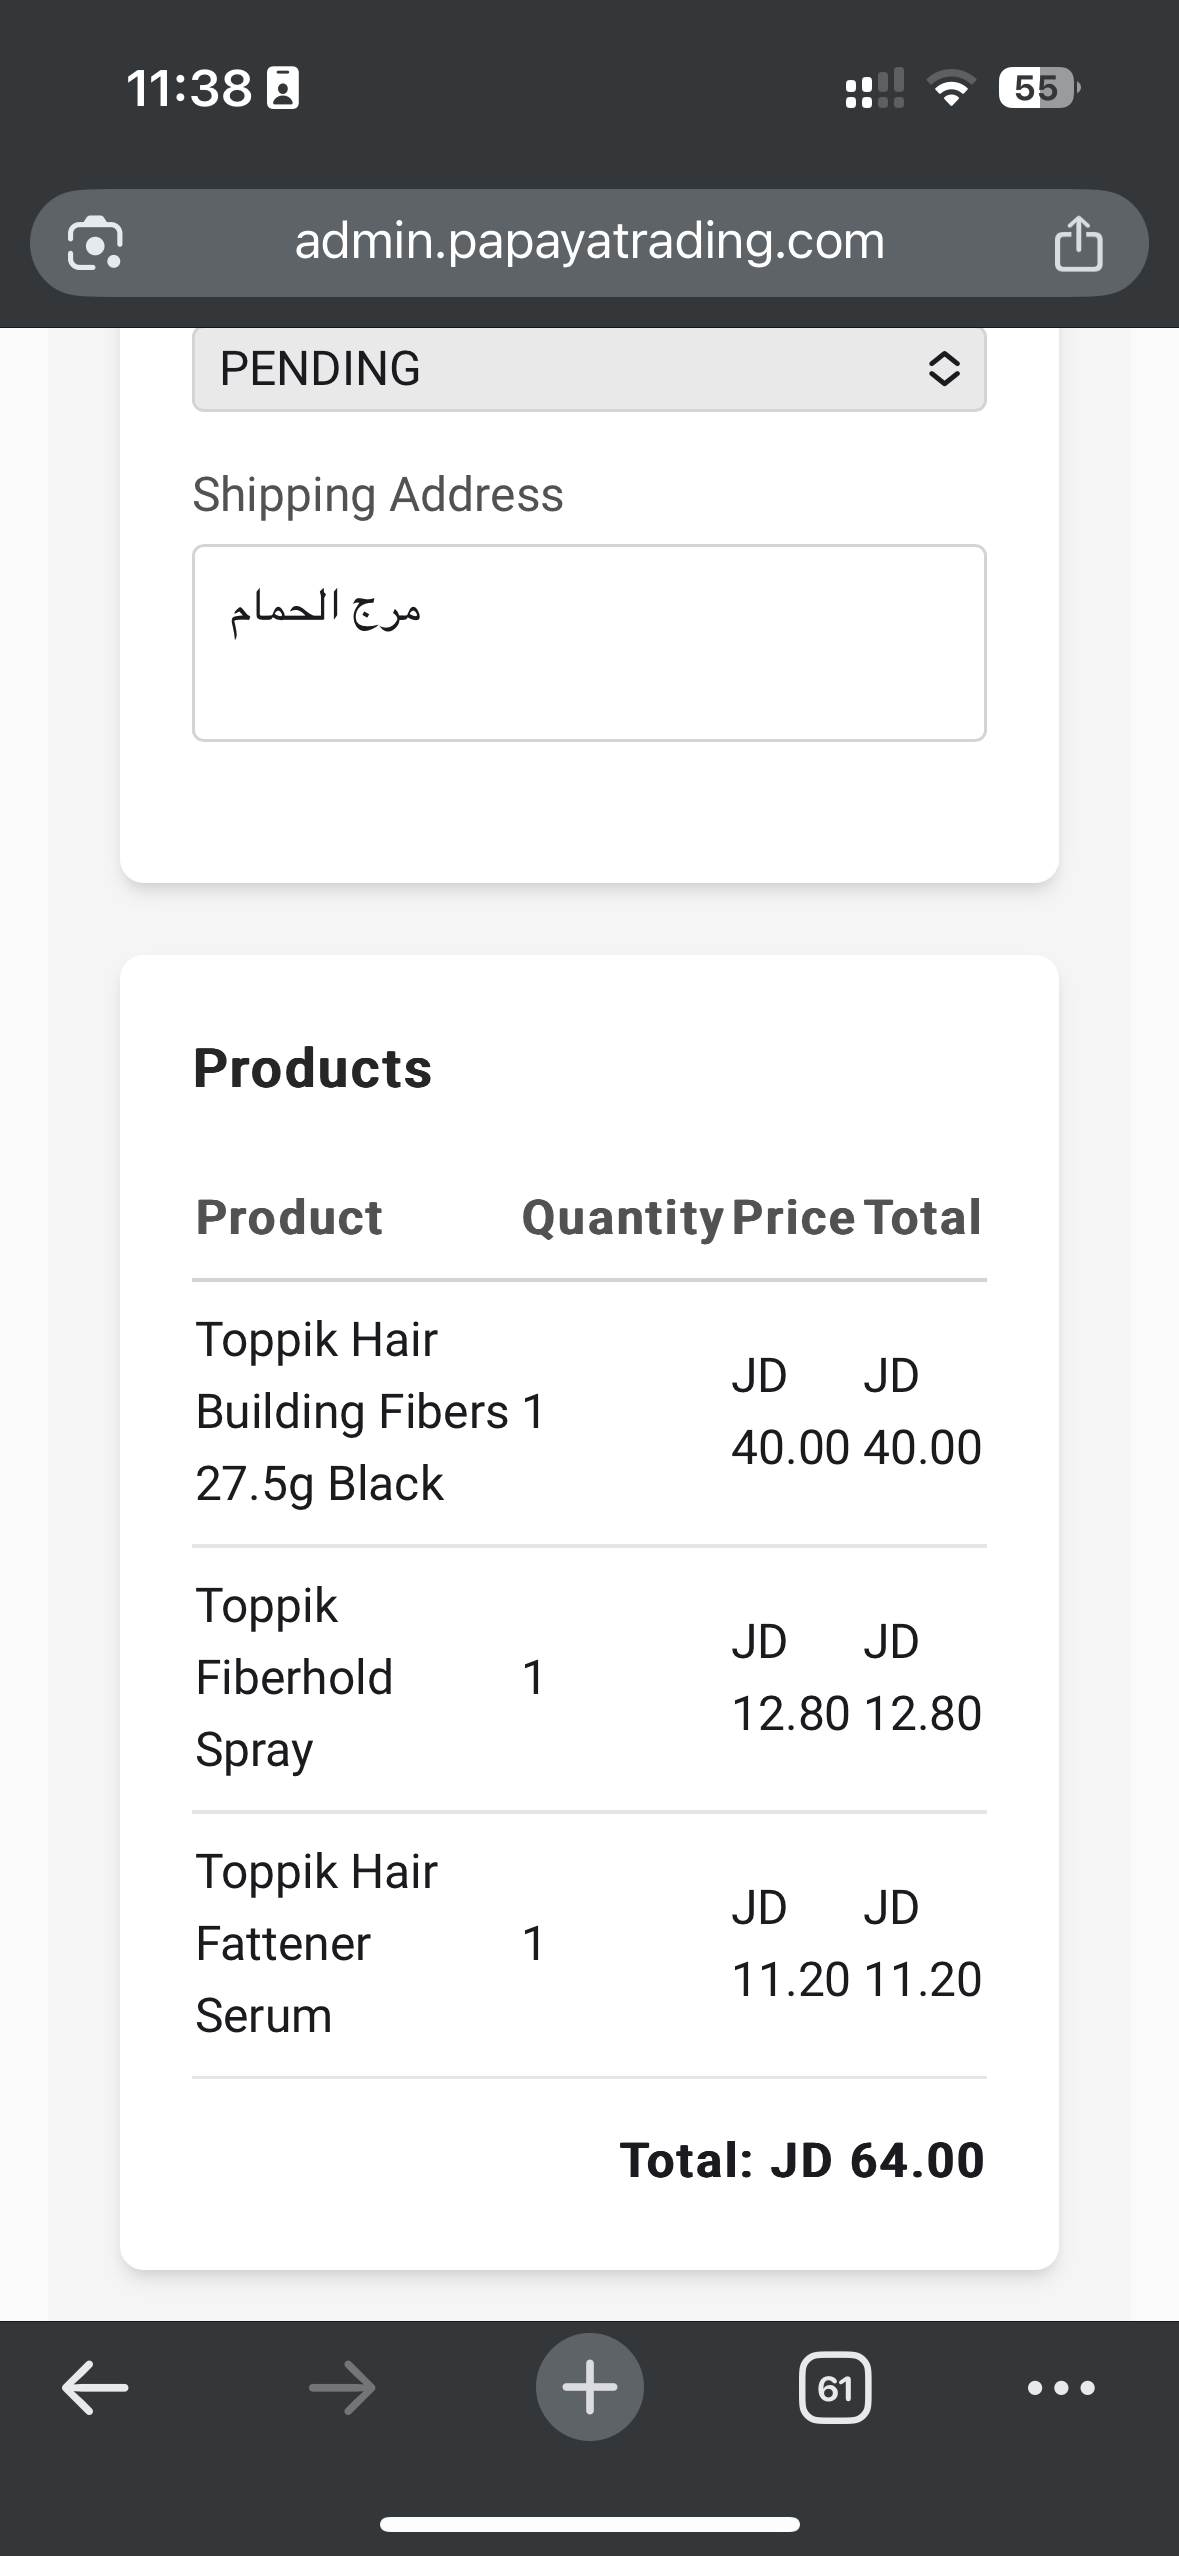 11:38
55
admin.papayatrading.com
PENDING
Shipping Address
مرج الحمام
Products
Product Quantity Price Total
Toppik Hair Building Fibers 27.5g Black 1 JD 40.00 JD 40.00
Toppik Fiberhold Spray 1 JD 12.80 JD 12.80
Toppik Hair Fattener Serum 1 JD 11.20 JD 11.20
Total: JD 64.00
61